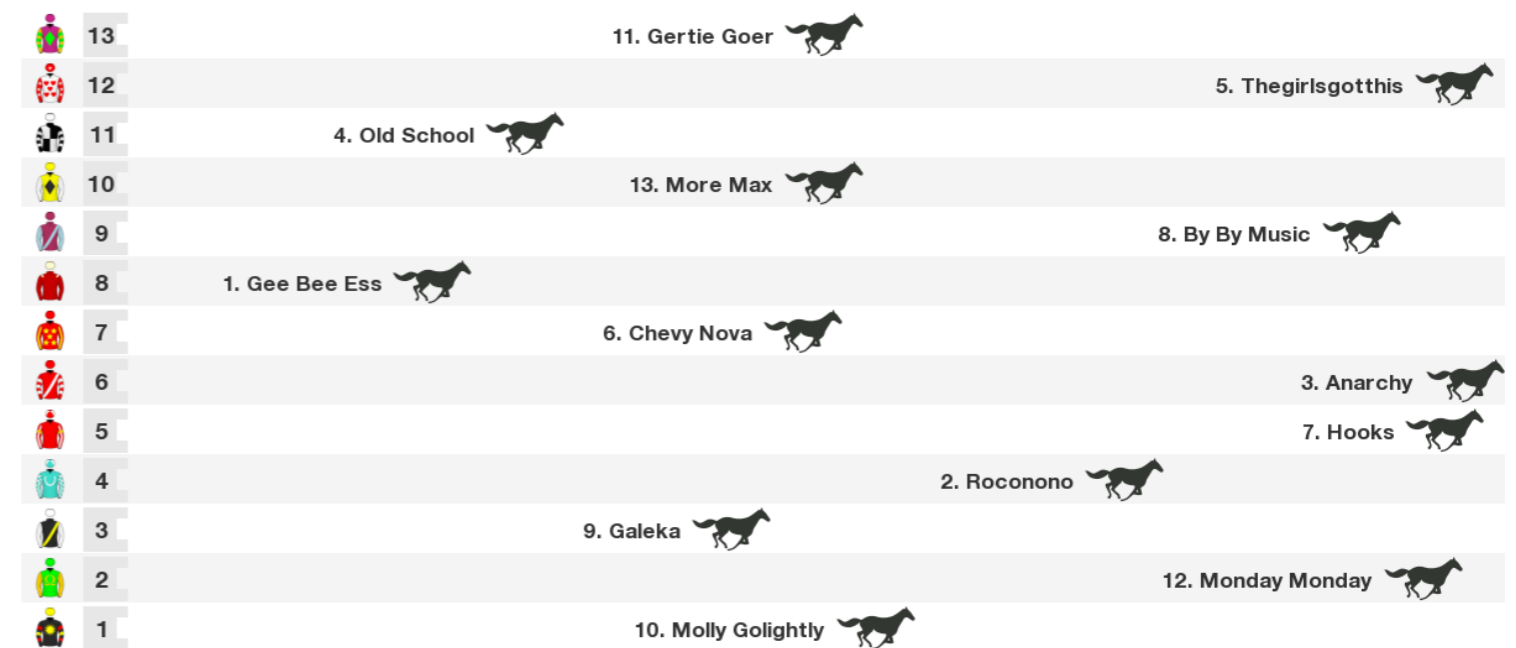 13 11. Gertie Goer
12 5. Thegirlsgotthis
11 4. Old School
10 13. More Max
9 8. By By Music
8 1. Gee Bee Ess
7 6. Chevy Nova
6 3. Anarchy
5 7. Hooks
4 2. Roconono
3 9. Galeka
2 12. Monday Monday
1 10. Molly Golightly